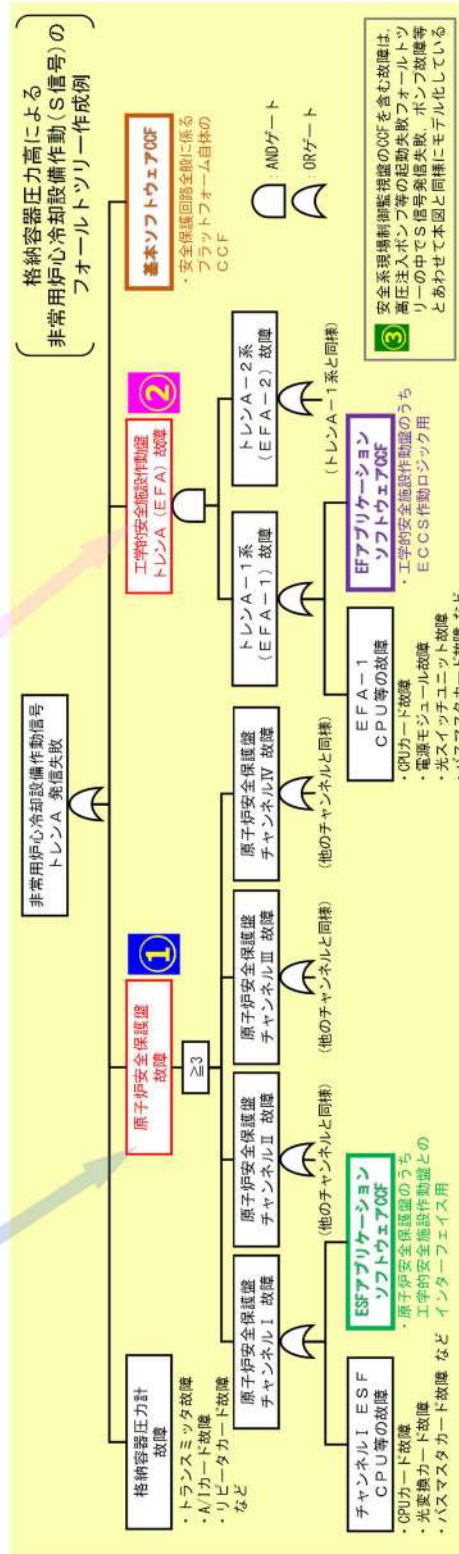 格納容器圧力高による
非常用炉心冷却設備作動(S信号)の
フォールトツリー作成例
非常用炉心冷却設備作動信号
トレンA 発信失敗
格納容器圧力計
故障
・トランスミッタ故障
・A/Iカード故障
・リピータカード故障
など
原子炉安全保護盤
故障
①
≧3
工学的安全施設作動盤
トレンA (EFA) 故障
②
基本ソフトウェアCCF
・安全保護回路全般に係る
プラットフォーム自体の
CCF
原子炉安全保護盤
チャンネルⅠ 故障
原子炉安全保護盤
チャンネルⅡ 故障
(他のチャンネルと同様)
原子炉安全保護盤
チャンネルⅢ 故障
(他のチャンネルと同様)
原子炉安全保護盤
チャンネルⅣ 故障
(他のチャンネルと同様)
トレンA-1系
(EFA-1) 故障
トレンA-2系
(EFA-2) 故障
(トレンA-1系と同様)
:ANDゲート
:ORゲート
チャンネルⅠ ESF
CPU等の故障
・CPUカード故障
・光変換カード故障
・バスマスタカード故障 など
ESFアプリケーション
ソフトウェアCCF
・原子炉安全保護盤のうち
工学的安全施設作動盤との
インターフェイス用
EFA-1
CPU等の故障
・CPUカード故障
・電源モジュール故障
・光スイッチユニット故障
・バスマスタカード故障 など
EFアプリケーション
ソフトウェアCCF
・工学的安全施設作動盤のうち
ECCS作動ロジック用
③
安全系現場制御監視盤のCCFを含む故障は、
高圧注入ポンプ等の起動失敗フォールトツ
リーの中でS信号発信失敗、ポンプ故障等
とあわせて本図と同様にモデル化している